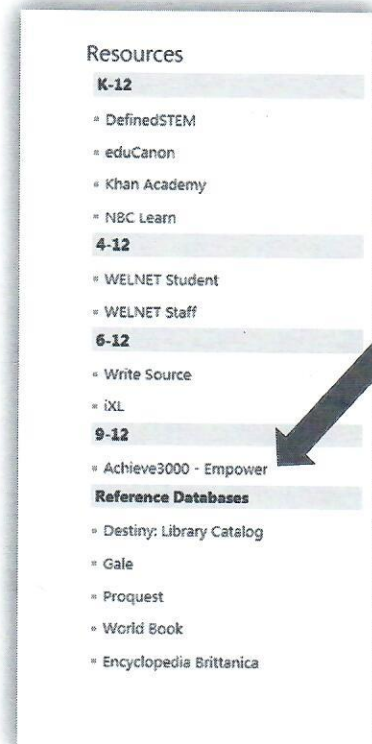 Resources
K-12
DefinedSTEM
eduCanon
Khan Academy
NBC Learn
4-12
WELNET Student
WELNET Staff
6-12
Write Source
iXL
9-12
Achieve3000 - Empower
Reference Databases
Destiny: Library Catalog
Gale
Proquest
World Book
Encyclopedia Brittanica